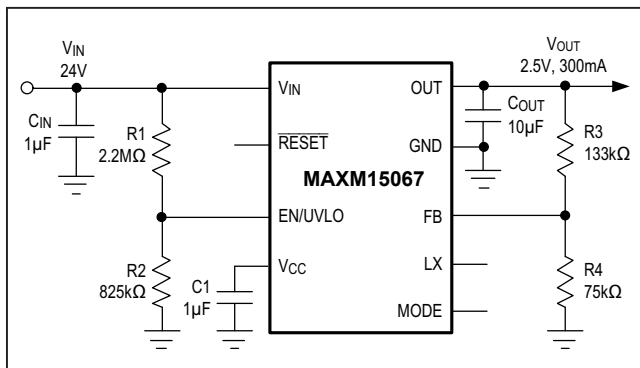 VIN
24V
CIN
1µF
R1
2.2MΩ
R2
825kΩ
C1
1µF
VIN
RESET
EN/UVLO
VCC
MAXM15067
OUT
GND
FB
LX
MODE
COUT
10µF
VOUT
2.5V, 300mA
R3
133kΩ
R4
75kΩ